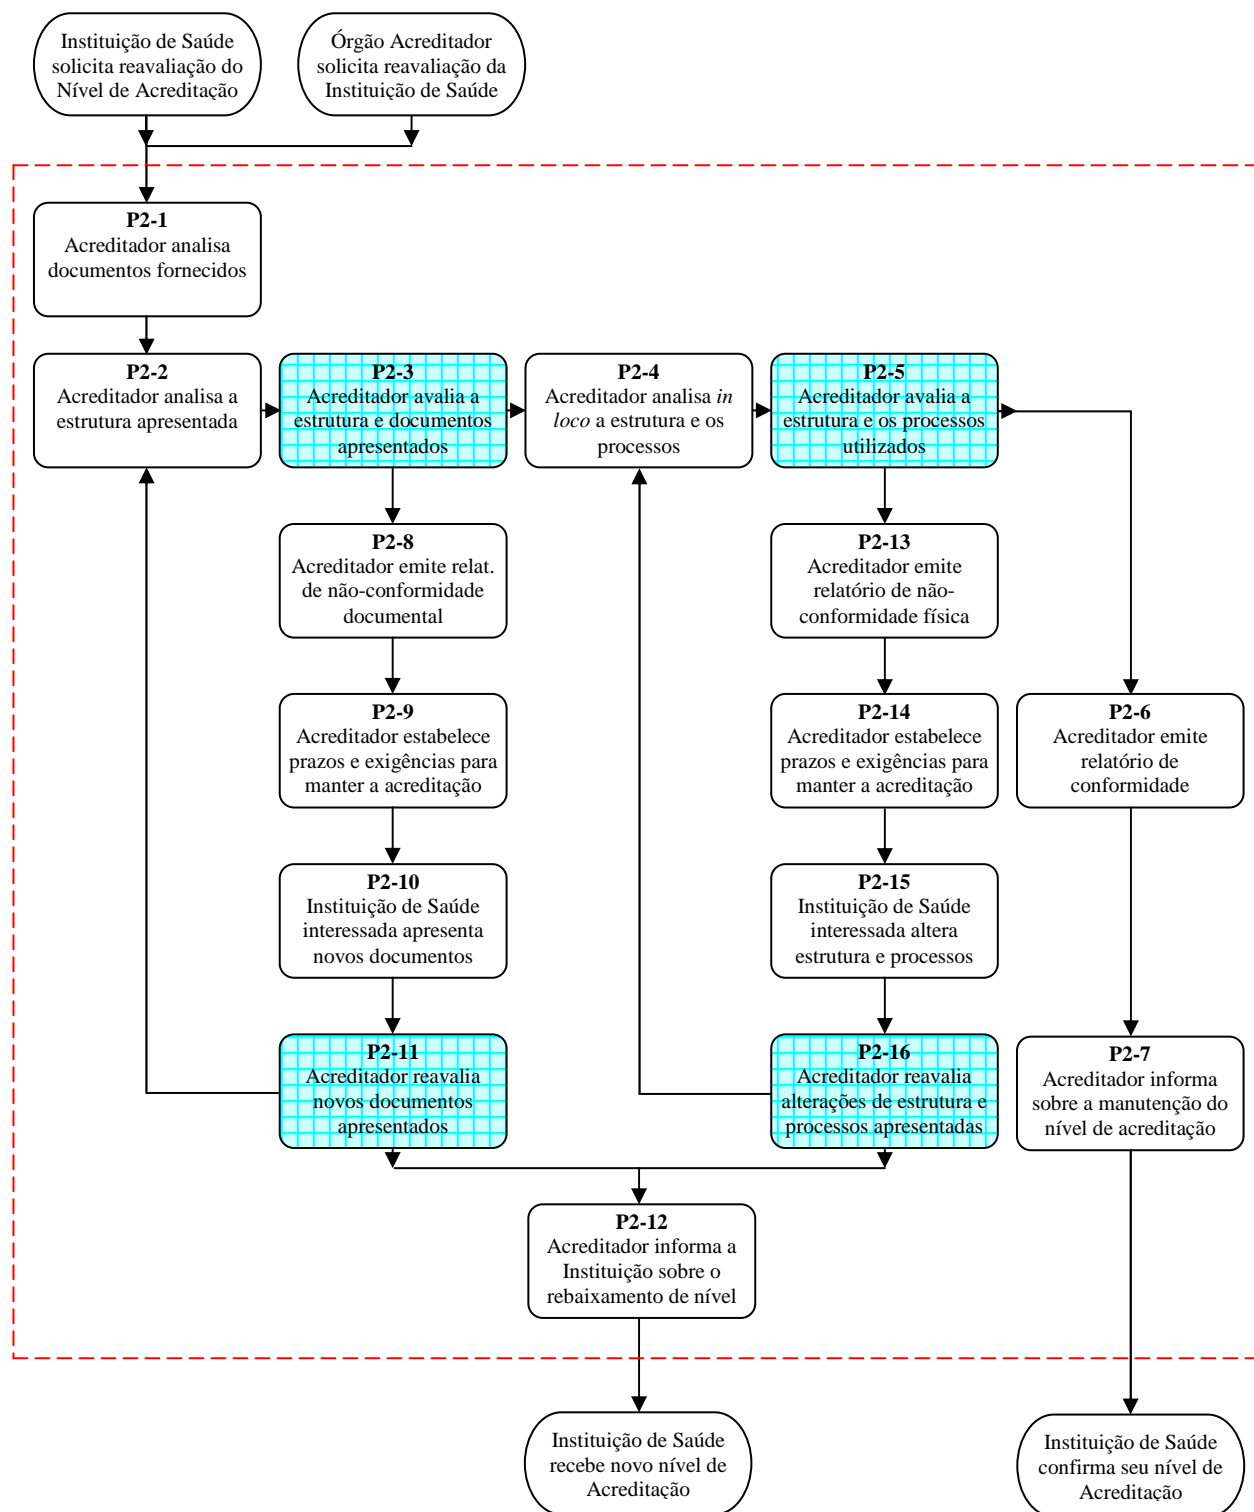 Instituição de Saúde
solicita reavaliação do
Nível de Acreditação
Órgão Acreditador
solicita reavaliação da
Instituição de Saúde
P2-1
Acreditador analisa
documentos fornecidos
P2-2
Acreditador analisa a
estrutura apresentada
P2-3
Acreditador avalia a
estrutura e documentos
apresentados
P2-4
Acreditador analisa in
loco a estrutura e os
processos
P2-5
Acreditador avalia a
estrutura e os processos
utilizados
P2-8
Acreditador emite relat.
de não-conformidade
documental
P2-13
Acreditador emite
relatório de não-
conformidade física
P2-9
Acreditador estabelece
prazos e exigências para
manter a acreditação
P2-14
Acreditador estabelece
prazos e exigências para
manter a acreditação
P2-6
Acreditador emite
relatório de
conformidade
P2-10
Instituição de Saúde
interessada apresenta
novos documentos
P2-15
Instituição de Saúde
interessada altera
estrutura e processos
P2-11
Acreditador reavalia
novos documentos
apresentados
P2-16
Acreditador reavalia
alterações de estrutura e
processos apresentadas
P2-7
Acreditador informa
sobre a manutenção do
nível de acreditação
P2-12
Acreditador informa a
Instituição sobre o
rebaixamento de nível
Instituição de Saúde
recebe novo nível de
Acreditação
Instituição de Saúde
confirma seu nível de
Acreditação